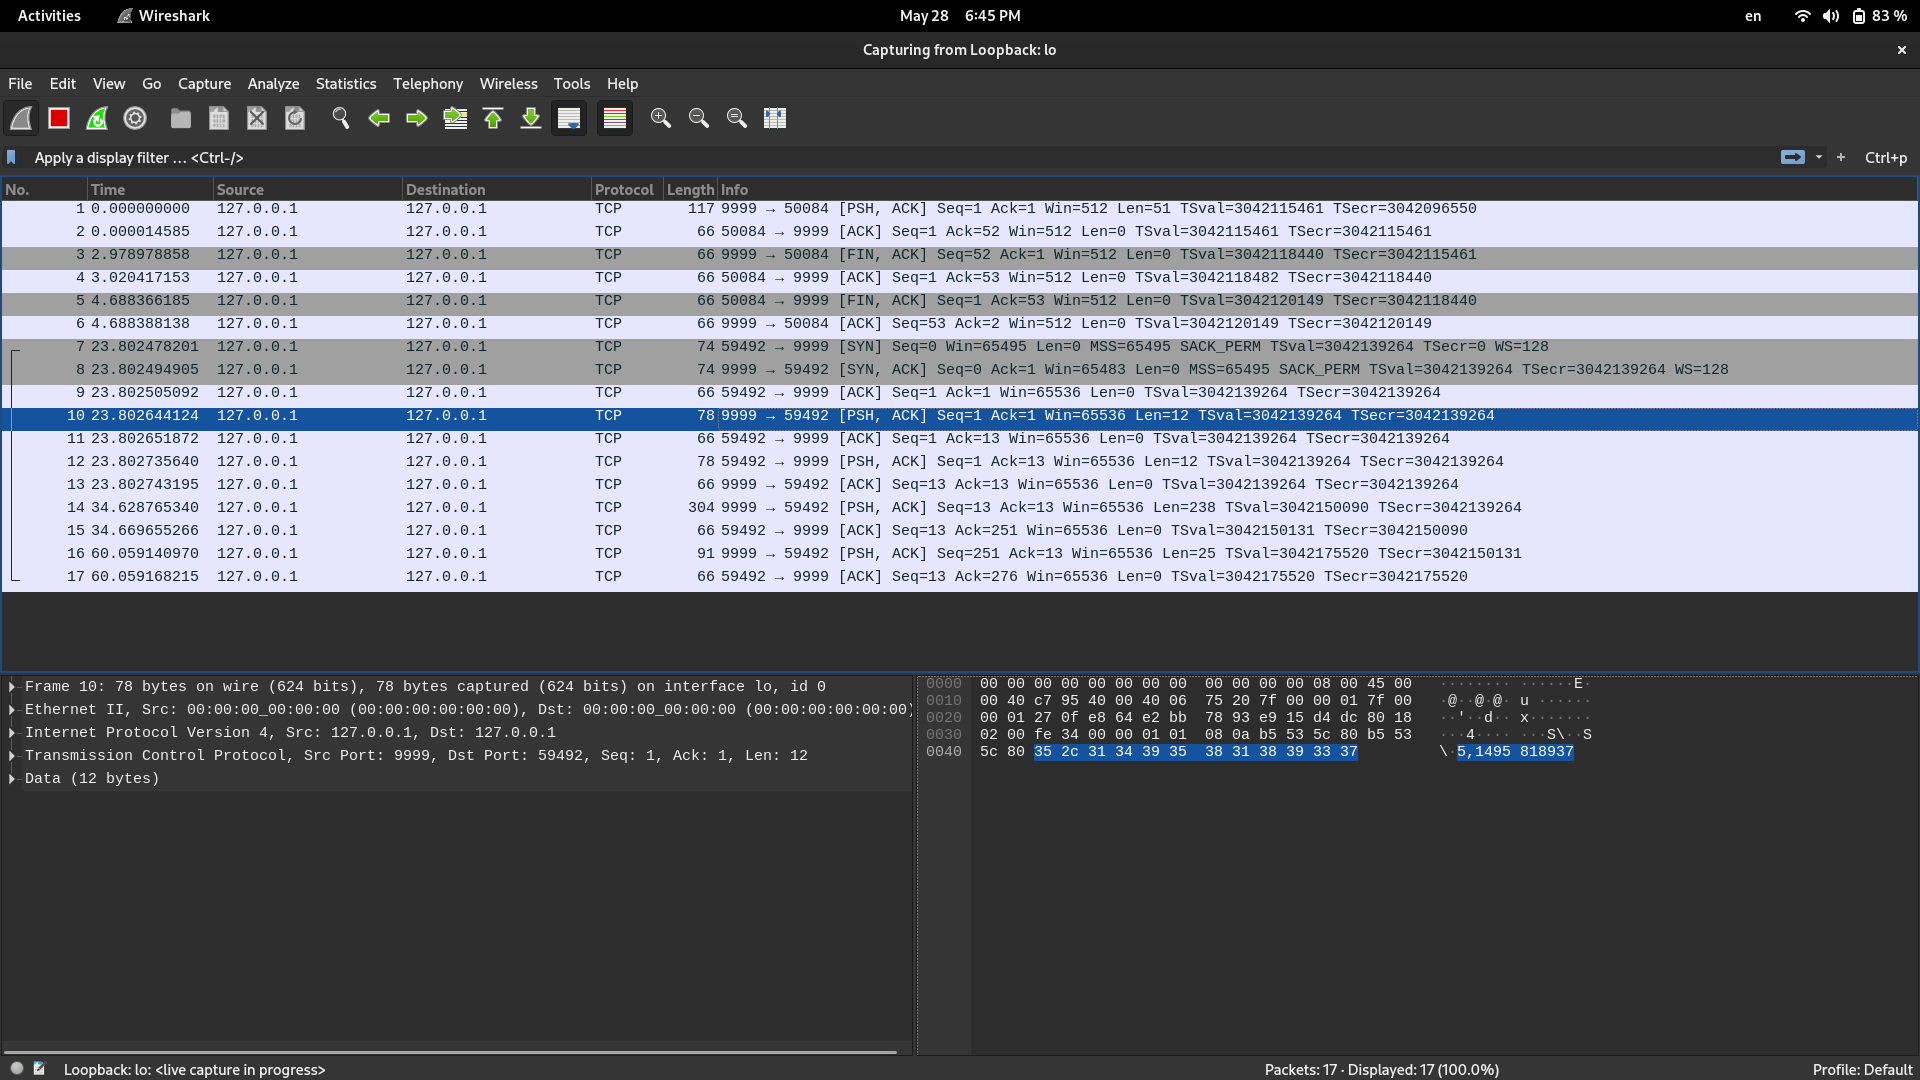 Activities Wireshark May 28 6:45 PM en 83 %
Capturing from Loopback: lo ×
File Edit View Go Capture Analyze Statistics Telephony Wireless Tools Help
Apply a display filter … <Ctrl-/> + Ctrl+p
No. Time Source Destination Protocol Length Info
1 0.000000000 127.0.0.1 127.0.0.1 TCP 117 9999 → 50084 [PSH, ACK] Seq=1 Ack=1 Win=512 Len=51 TSval=3042115461 TSecr=3042096550
2 0.000014585 127.0.0.1 127.0.0.1 TCP 66 50084 → 9999 [ACK] Seq=1 Ack=52 Win=512 Len=0 TSval=3042115461 TSecr=3042115461
3 2.978978858 127.0.0.1 127.0.0.1 TCP 66 9999 → 50084 [FIN, ACK] Seq=52 Ack=1 Win=512 Len=0 TSval=3042118440 TSecr=3042115461
4 3.020417153 127.0.0.1 127.0.0.1 TCP 66 50084 → 9999 [ACK] Seq=1 Ack=53 Win=512 Len=0 TSval=3042118482 TSecr=3042118440
5 4.688366185 127.0.0.1 127.0.0.1 TCP 66 50084 → 9999 [FIN, ACK] Seq=1 Ack=53 Win=512 Len=0 TSval=3042120149 TSecr=3042118440
6 4.688388138 127.0.0.1 127.0.0.1 TCP 66 9999 → 50084 [ACK] Seq=53 Ack=2 Win=512 Len=0 TSval=3042120149 TSecr=3042120149
7 23.802478201 127.0.0.1 127.0.0.1 TCP 74 59492 → 9999 [SYN] Seq=0 Win=65495 Len=0 MSS=65495 SACK_PERM TSval=3042139264 TSecr=0 WS=128
8 23.802494905 127.0.0.1 127.0.0.1 TCP 74 9999 → 59492 [SYN, ACK] Seq=0 Ack=1 Win=65483 Len=0 MSS=65495 SACK_PERM TSval=3042139264 TSecr=3042139264 WS=128
9 23.802505092 127.0.0.1 127.0.0.1 TCP 66 59492 → 9999 [ACK] Seq=1 Ack=1 Win=65536 Len=0 TSval=3042139264 TSecr=3042139264
10 23.802644124 127.0.0.1 127.0.0.1 TCP 78 9999 → 59492 [PSH, ACK] Seq=1 Ack=1 Win=65536 Len=12 TSval=3042139264 TSecr=3042139264
11 23.802651872 127.0.0.1 127.0.0.1 TCP 66 59492 → 9999 [ACK] Seq=1 Ack=13 Win=65536 Len=0 TSval=3042139264 TSecr=3042139264
12 23.802735640 127.0.0.1 127.0.0.1 TCP 78 59492 → 9999 [PSH, ACK] Seq=1 Ack=13 Win=65536 Len=12 TSval=3042139264 TSecr=3042139264
13 23.802743195 127.0.0.1 127.0.0.1 TCP 66 9999 → 59492 [ACK] Seq=13 Ack=13 Win=65536 Len=0 TSval=3042139264 TSecr=3042139264
14 34.628765340 127.0.0.1 127.0.0.1 TCP 304 9999 → 59492 [PSH, ACK] Seq=13 Ack=13 Win=65536 Len=238 TSval=3042150090 TSecr=3042139264
15 34.669655266 127.0.0.1 127.0.0.1 TCP 66 59492 → 9999 [ACK] Seq=13 Ack=251 Win=65536 Len=0 TSval=3042150131 TSecr=3042150090
16 60.059140970 127.0.0.1 127.0.0.1 TCP 91 9999 → 59492 [PSH, ACK] Seq=251 Ack=13 Win=65536 Len=25 TSval=3042175520 TSecr=3042150131
17 60.059168215 127.0.0.1 127.0.0.1 TCP 66 59492 → 9999 [ACK] Seq=13 Ack=276 Win=65536 Len=0 TSval=3042175520 TSecr=3042175520
Frame 10: 78 bytes on wire (624 bits), 78 bytes captured (624 bits) on interface lo, id 0
Ethernet II, Src: 00:00:00_00:00:00 (00:00:00:00:00:00), Dst: 00:00:00_00:00:00 (00:00:00:00:00:00)
Internet Protocol Version 4, Src: 127.0.0.1, Dst: 127.0.0.1
Transmission Control Protocol, Src Port: 9999, Dst Port: 59492, Seq: 1, Ack: 1, Len: 12
Data (12 bytes)
0000 00 00 00 00 00 00 00 00 00 00 00 00 08 00 45 00 ········ ······E·
0010 00 40 c7 95 40 00 40 06 75 20 7f 00 00 01 7f 00 ·@··@·@· u ······
0020 00 01 27 0f e8 64 e2 bb 78 93 e9 15 d4 dc 80 18 ··'··d·· x·······
0030 02 00 fe 34 00 00 01 01 08 0a b5 53 5c 80 b5 53 ···4···· ···S\··S
0040 5c 80 35 2c 31 34 39 35 38 31 38 39 33 37 \·5,1495 818937
Loopback: lo: <live capture in progress> Packets: 17 · Displayed: 17 (100.0%) Profile: Default